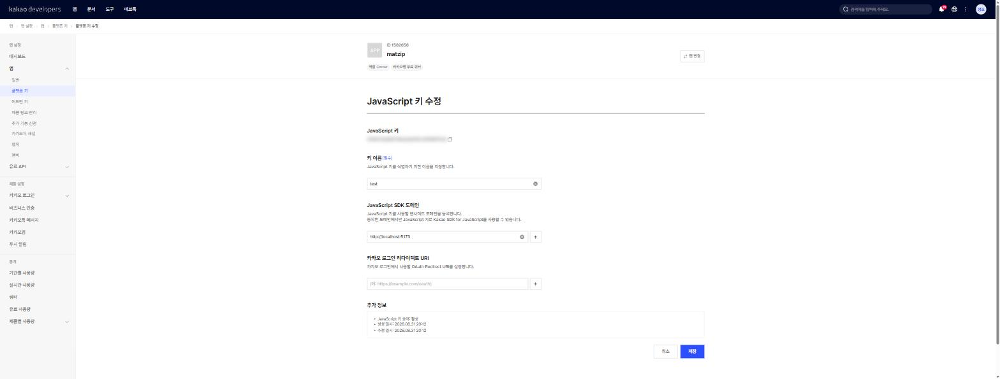 kakao developers 앱 문서 도구 데브톡 검색어를 입력해 주세요. 성호
앱 앱 설정 앱 플랫폼 키 플랫폼 키 수정
앱 설정
대시보드
앱
일반
플랫폼 키
어드민 키
제품 링크 관리
추가 기능 신청
카카오톡 채널
웹훅
멤버
유료 API
제품 설정
카카오 로그인
비즈니스 인증
카카오톡 메시지
카카오맵
푸시 알림
통계
기간별 사용량
실시간 사용량
쿼터
유료 사용량
제품별 사용량
APP
ID 1562656
matzip
역할 Owner 카카오맵 무료 쿼터
앱 변경
JavaScript 키 수정
JavaScript 키
키 이름 (필수)
JavaScript 키를 식별하기 위한 이름을 지정합니다.
test
JavaScript SDK 도메인
JavaScript 키를 사용할 웹사이트 도메인을 등록합니다.
등록한 도메인에서만 JavaScript 키로 Kakao SDK for JavaScript를 사용할 수 있습니다.
http://localhost:5173
카카오 로그인 리다이렉트 URI
카카오 로그인에서 사용할 OAuth Redirect URI를 설정합니다.
(예: https://example.com/oauth)
추가 정보
• JavaScript 키 상태: 활성
• 생성 일시: 2026.08.31 20:12
• 수정 일시: 2026.08.31 20:12
취소 저장